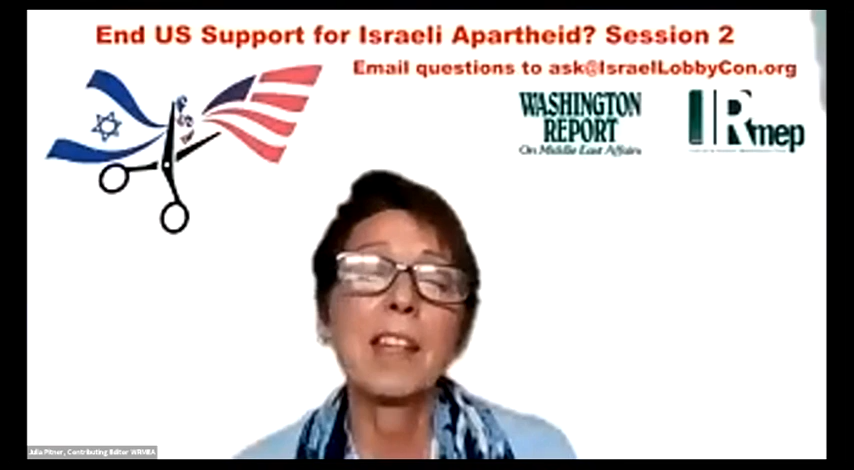 End US Support for Israeli Apartheid? Session 2
Email questions to ask@IsraelLobbyCon.org
WASHINGTON
REPORT
On Middle East Affairs
IRmep
Julia Pitner, Contributing Editor WRMEA